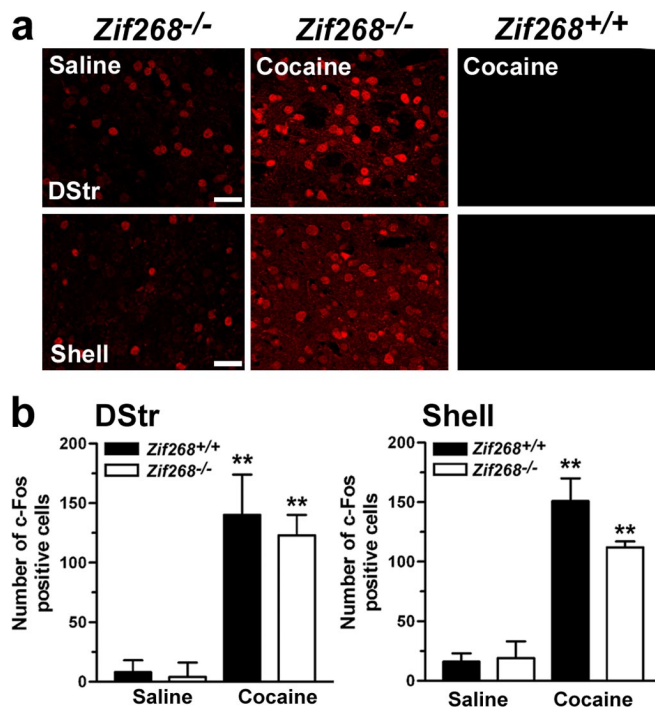 a
Zif268-/- Zif268-/- Zif268+/+
Saline Cocaine Cocaine
DStr
Shell
b
DStr
Number of c-Fos
positive cells
200
150
100
50
0
Zif268+/+
Zif268-/-
**
**
Saline Cocaine
Shell
Number of c-Fos
positive cells
200
150
100
50
0
Zif268+/+
Zif268-/-
**
**
Saline Cocaine